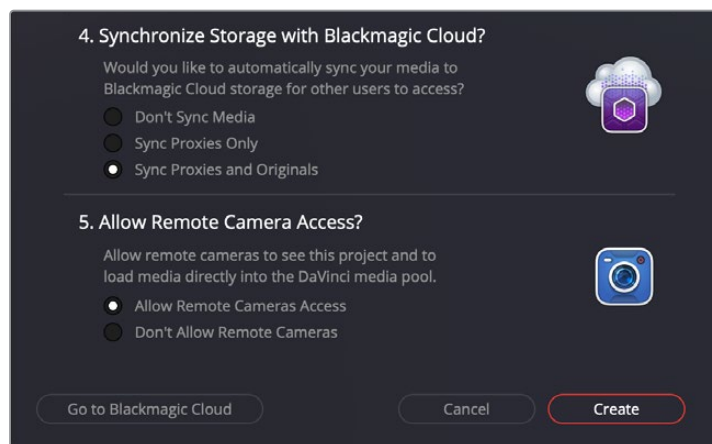 4. Synchronize Storage with Blackmagic Cloud?
Would you like to automatically sync your media to
Blackmagic Cloud storage for other users to access?
Don't Sync Media
Sync Proxies Only
Sync Proxies and Originals
5. Allow Remote Camera Access?
Allow remote cameras to see this project and to
load media directly into the DaVinci media pool.
Allow Remote Cameras Access
Don't Allow Remote Cameras
Go to Blackmagic Cloud
Cancel
Create